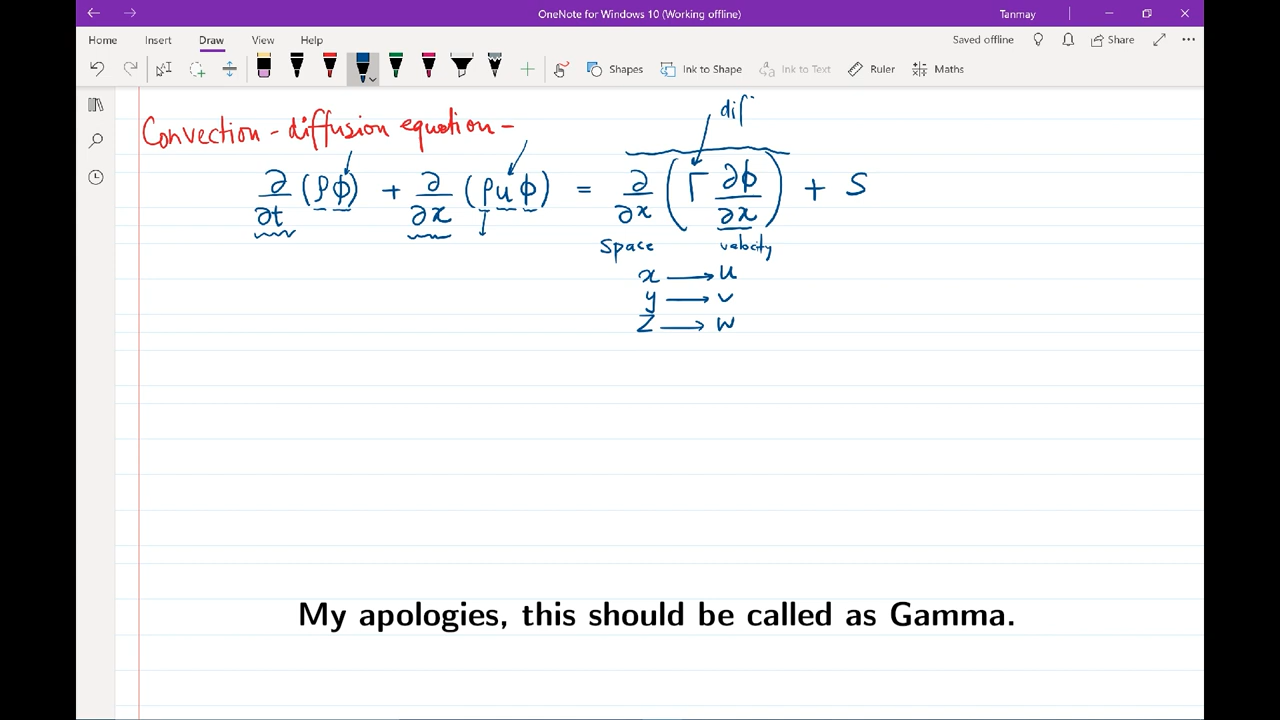 OneNote for Windows 10 (Working offline)
Tanmay
Home Insert Draw View Help
Saved offline
Share
Shapes Ink to Shape Ink to Text Ruler Maths
Convection - diffusion equation -
dif
∂/∂t (ρϕ) + ∂/∂x (ρuϕ) = ∂/∂x (Γ ∂ϕ/∂x) + S
Space velocity
x → u
y → v
z → w
My apologies, this should be called as Gamma.